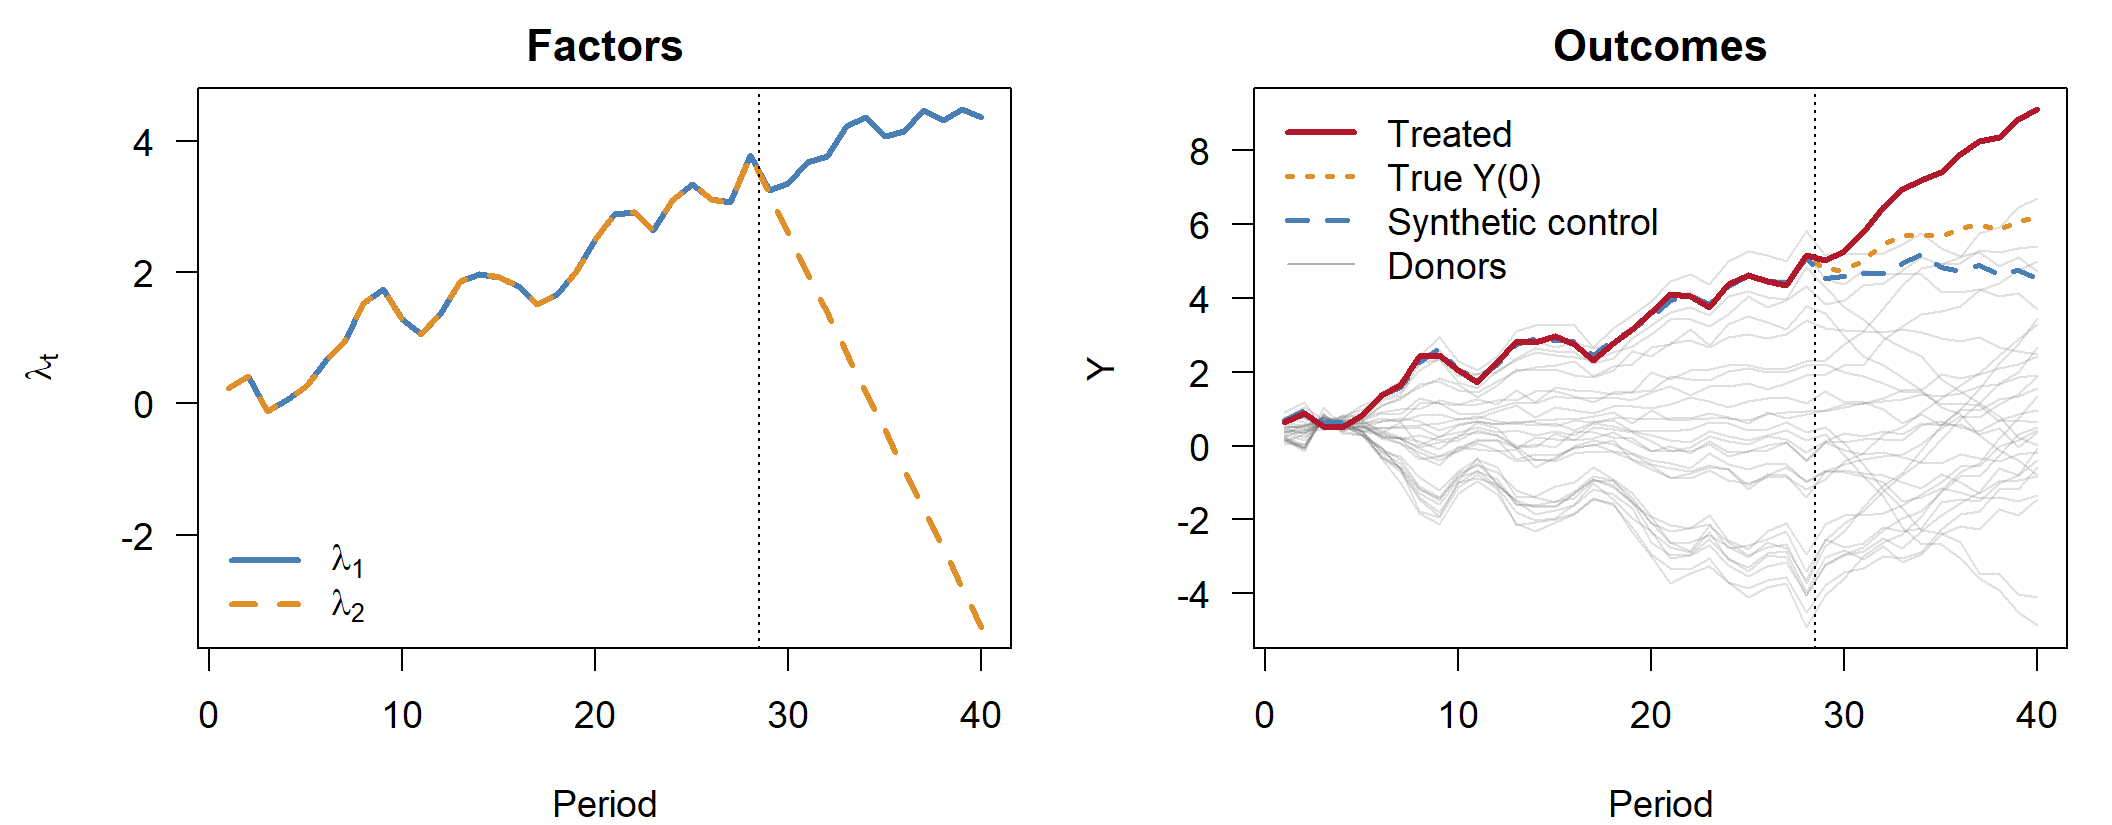 Factors
λt
4
2
0
-2
λ1
λ2
0 10 20 30 40
Period
Outcomes
Y
8
6
4
2
0
-2
-4
Treated
True Y(0)
Synthetic control
Donors
0 10 20 30 40
Period